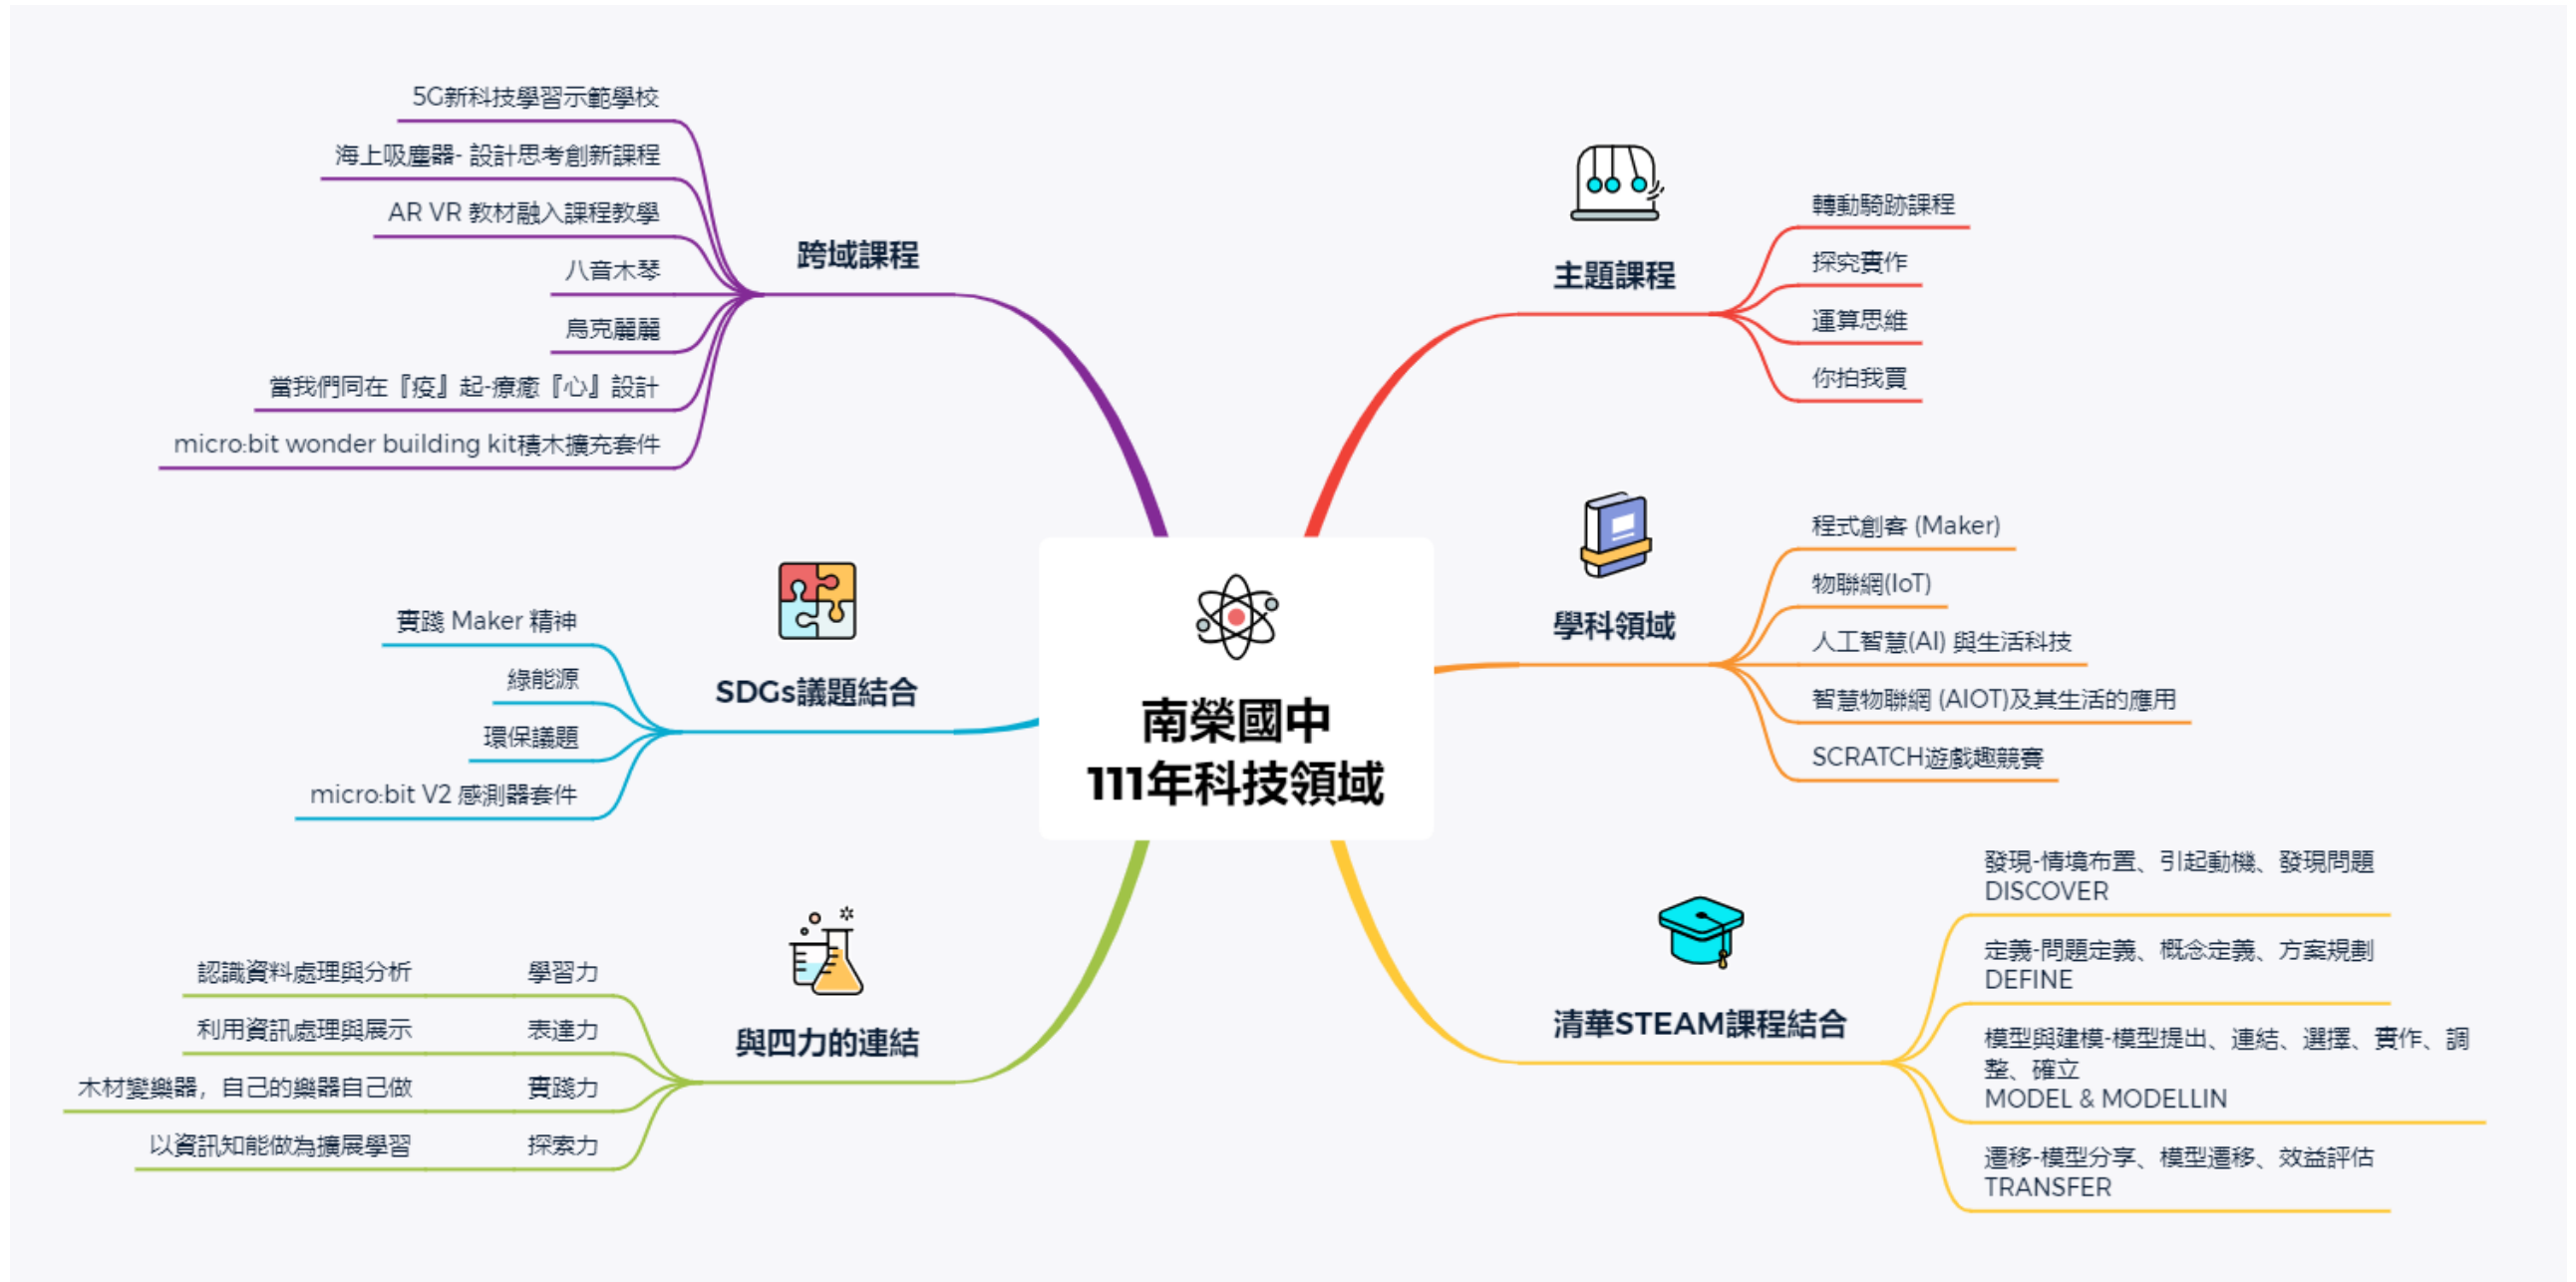 南榮國中
111年科技領域
主題課程
轉動騎跡課程
探究實作
運算思維
你拍我買
學科領域
程式創客 (Maker)
物聯網(IoT)
人工智慧(AI) 與生活科技
智慧物聯網 (AIOT)及其生活的應用
SCRATCH遊戲趣競賽
清華STEAM課程結合
發現-情境布置、引起動機、發現問題
DISCOVER
定義-問題定義、概念定義、方案規劃
DEFINE
模型與建模-模型提出、連結、選擇、實作、調
整、確立
MODEL & MODELLIN
遷移-模型分享、模型遷移、效益評估
TRANSFER
跨域課程
5G新科技學習示範學校
海上吸塵器- 設計思考創新課程
AR VR 教材融入課程教學
八音木琴
烏克麗麗
當我們同在『疫』起-療癒『心』設計
micro:bit wonder building kit積木擴充套件
SDGs議題結合
實踐 Maker 精神
綠能源
環保議題
micro:bit V2 感測器套件
與四力的連結
學習力
認識資料處理與分析
表達力
利用資訊處理與展示
實踐力
木材變樂器，自己的樂器自己做
探索力
以資訊知能做為擴展學習